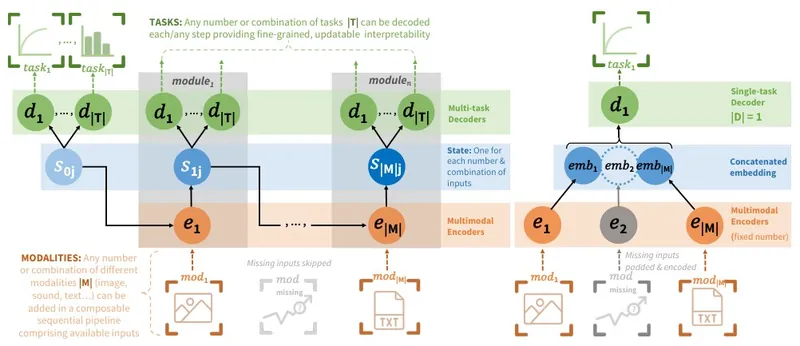 TASKS: Any number or combination of tasks |T| can be decoded
each/any step providing fine-grained, updatable interpretability
task₁ , ..., task|T|
module₁
moduleₙ
d₁ , ..., d|T|
d₁ , ..., d|T|
d₁ , ..., d|T|
Multi-task
Decoders
S₀ⱼ
S₁ⱼ
S|M|j
State: One for
each number &
combination of
inputs
e₁
, ... ,
e|M|
Multimodal
Encoders
MODALITIES: Any number
or combination of different
modalities |M| (image,
sound, text...) can be
added in a composable
sequential pipeline
comprising available inputs
mod₁
Missing inputs skipped
mod
missing
mod|M|
TXT
task₁
d₁
Single-task
Decoder
|D| = 1
emb₁
emb₂
emb|M|
Concatenated
embedding
e₁
e₂
e|M|
Multimodal
Encoders
(fixed number)
Missing inputs
padded & encoded
mod₁
mod
missing
mod|M|
TXT